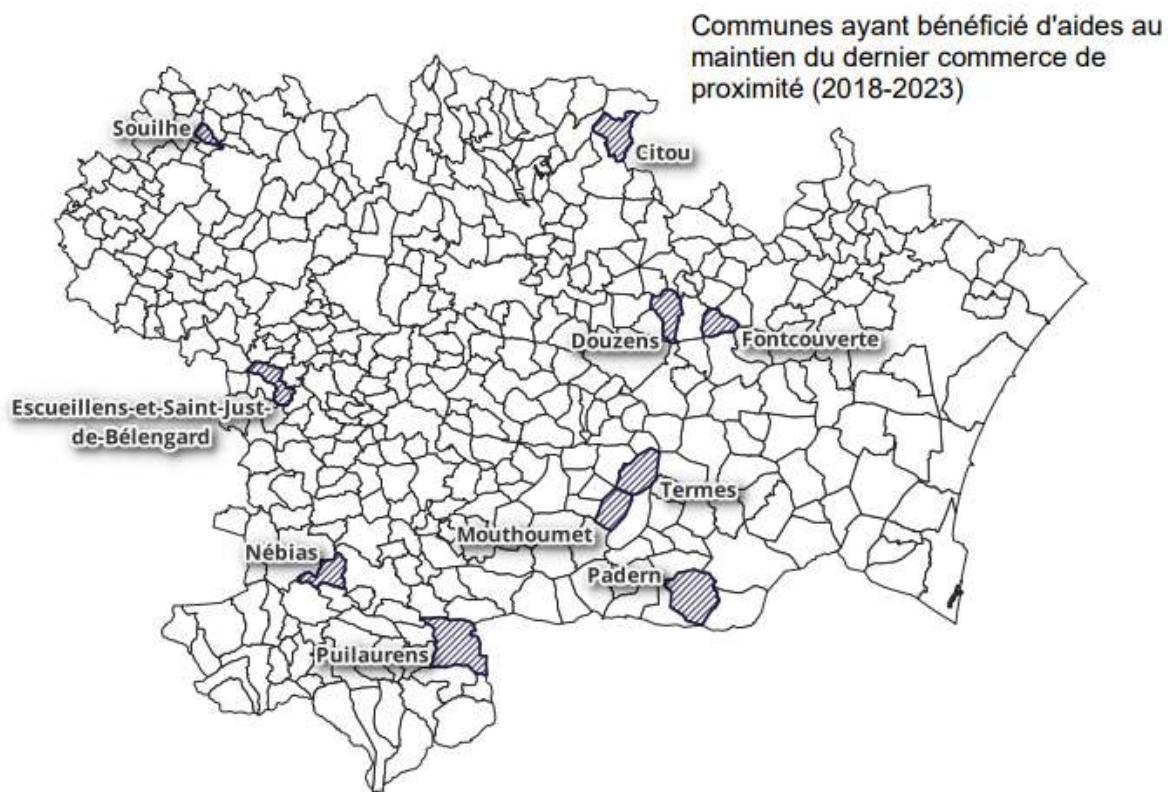 Communes ayant bénéficié d'aides au
maintien du dernier commerce de
proximité (2018-2023)
Souilhe
Citou
Douzens
Fontcouverte
Escueillens-et-Saint-Just-
de-Bélengard
Termes
Mouthoumet
Nébias
Padern
Puilaurens